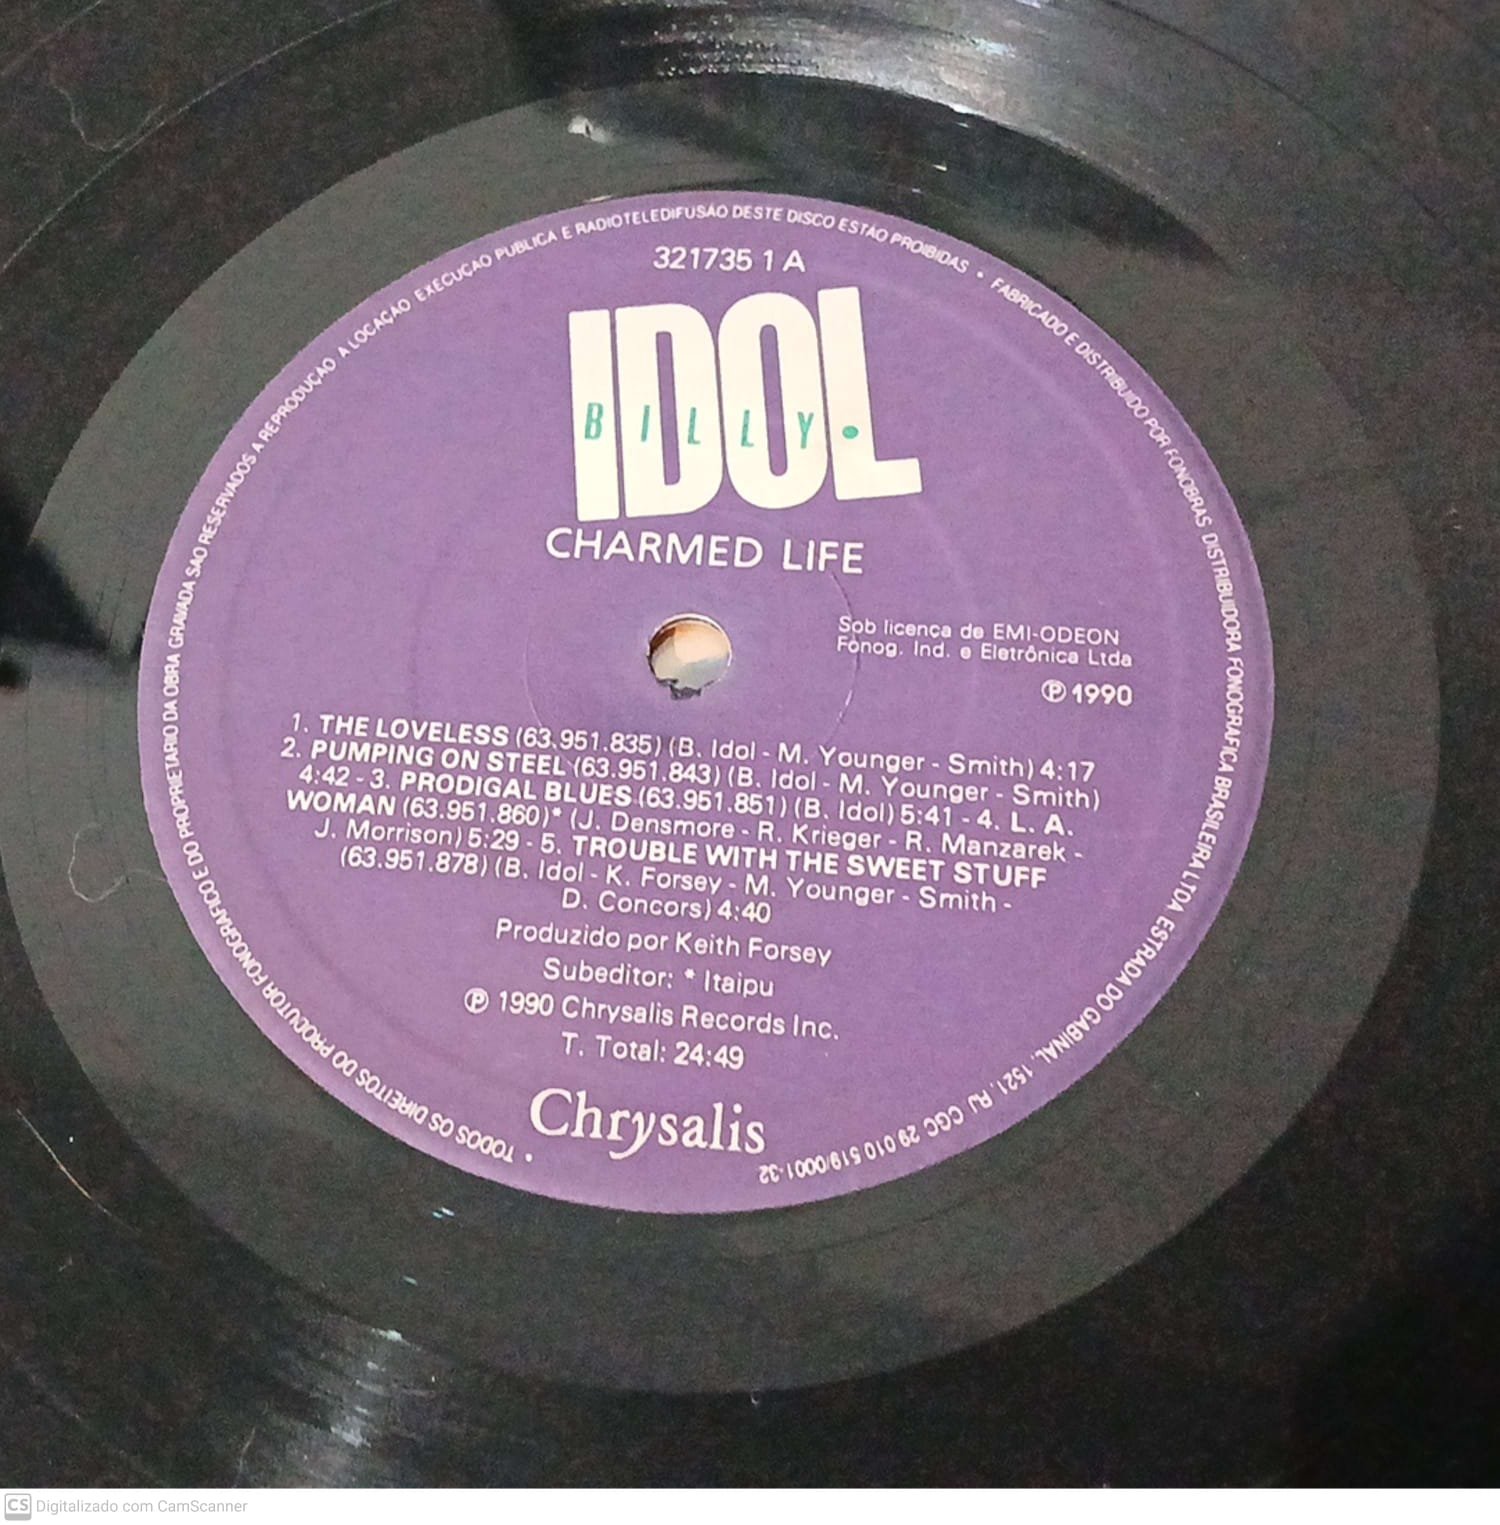 321735 1 A
IDOL
BILLY.
CHARMED LIFE
Sob licença de EMI-ODEON
Fonog. Ind. e Eletrônica Ltda
℗ 1990
1. THE LOVELESS (63.951.835) (B. Idol - M. Younger - Smith) 4:17
2. PUMPING ON STEEL (63.951.843) (B. Idol - M. Younger - Smith)
4:42 - 3. PRODIGAL BLUES (63.951.851) (B. Idol) 5:41 - 4. L. A.
WOMAN (63.951.860)* (J. Densmore - R. Krieger - R. Manzarek -
J. Morrison) 5:29 - 5. TROUBLE WITH THE SWEET STUFF
(63.951.878) (B. Idol - K. Forsey - M. Younger - Smith -
D. Concors) 4:40
Produzido por Keith Forsey
Subeditor: * Itaipu
℗ 1990 Chrysalis Records Inc.
T. Total: 24:49
Chrysalis
• TODOS OS DIREITOS DO PRODUTOR FONOGRAFICO E DO PROPRIETARIO DA OBRA GRAVADA SAO RESERVADOS A REPRODUÇAO A LOCAÇAO EXECUÇAO PUBLICA E RADIOTELEDIFUSAO DESTE DISCO ESTAO PROIBIDAS • FABRICADO E DISTRIBUIDO POR FONOBRAS DISTRIBUIDORA FONOGRAFICA BRASILEIRA LTDA ESTRADA DO GABINAL, 1521, RJ CGC 29 010 519/0001-32
CS Digitalizado com CamScanner